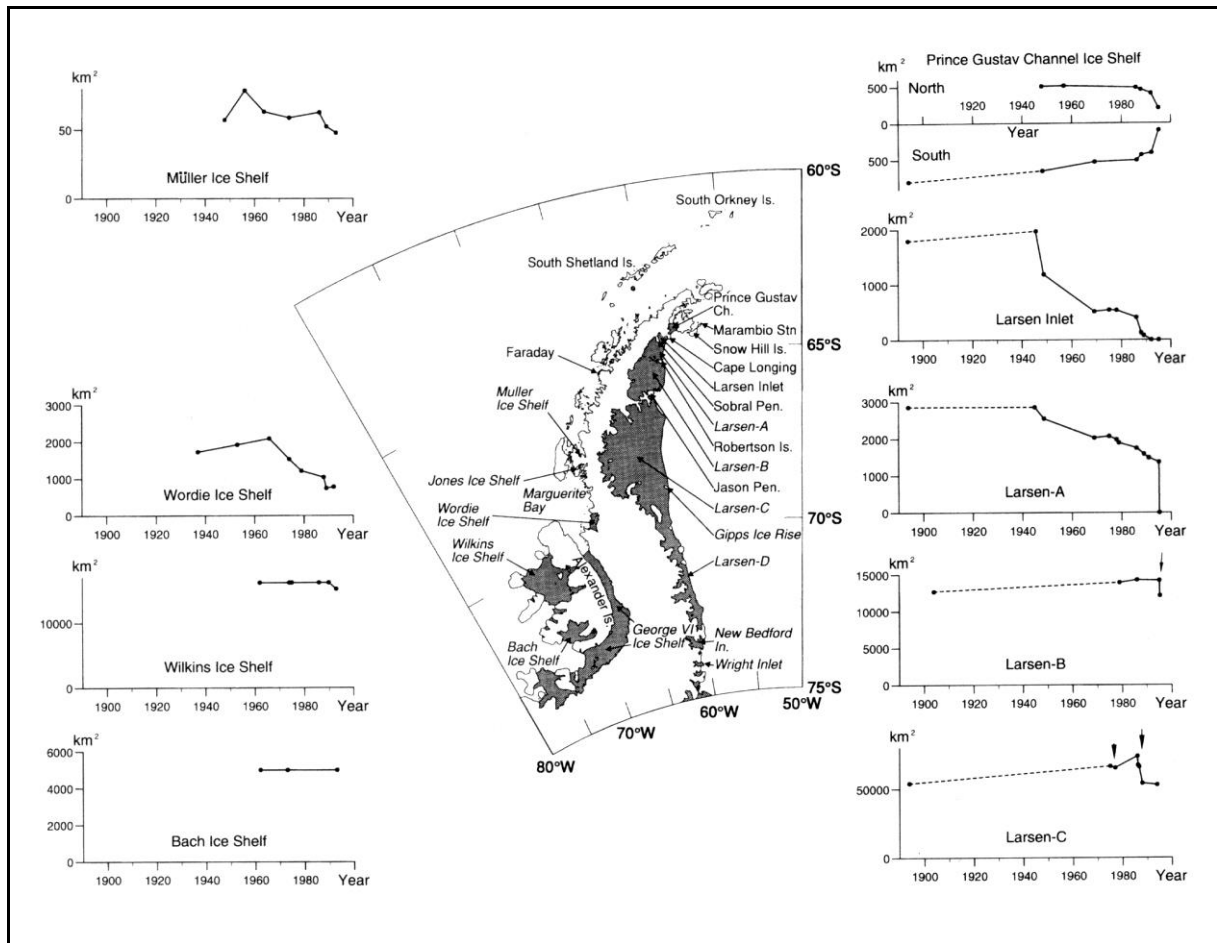 km²
50
0
Müller Ice Shelf
1900 1920 1940 1960 1980 Year
km²
3000
2000
1000
0
Wordie Ice Shelf
1900 1920 1940 1960 1980 Year
km²
10000
0
Wilkins Ice Shelf
1900 1920 1940 1960 1980 Year
km²
6000
4000
2000
0
Bach Ice Shelf
1900 1920 1940 1960 1980 Year
60°S
South Orkney Is.
South Shetland Is.
Prince Gustav
Ch.
Marambio Stn
65°S
Snow Hill Is.
Cape Longing
Larsen Inlet
Sobral Pen.
Larsen-A
Robertson Is.
Larsen-B
Jason Pen.
Larsen-C
70°S
Gipps Ice Rise
Larsen-D
New Bedford
In.
Wright Inlet
75°S
Faraday
Muller
Ice Shelf
Jones Ice Shelf
Marguerite
Bay
Wordie
Ice Shelf
Wilkins
Ice Shelf
Alexander Is.
George VI
Ice Shelf
Bach
Ice Shelf
50°W
60°W
70°W
80°W
Prince Gustav Channel Ice Shelf
km²
500
North
1920 1940 1960 1980
0
Year
South
500
km²
2000
1000
0
Larsen Inlet
1900 1920 1940 1960 1980 Year
km²
3000
2000
1000
0
Larsen-A
1900 1920 1940 1960 1980 Year
km²
15000
10000
5000
0
Larsen-B
1900 1920 1940 1960 1980 Year
km²
50000
0
Larsen-C
1900 1920 1940 1960 1980 Year